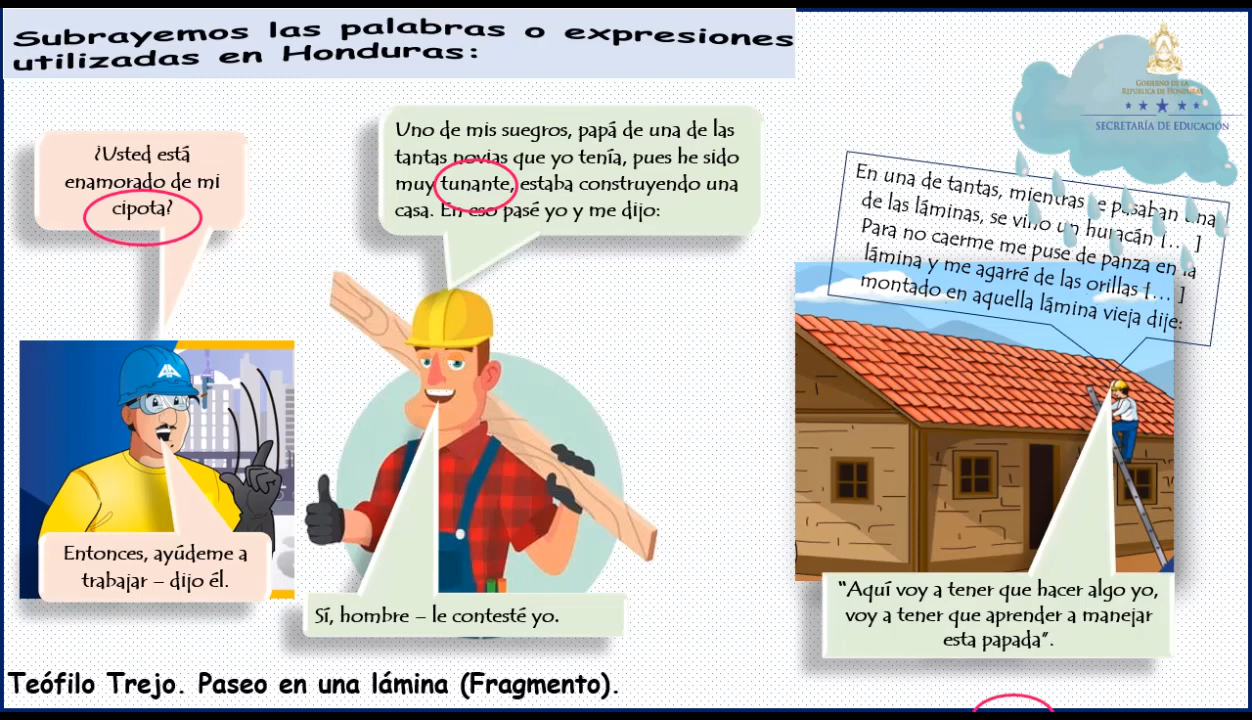 Subrayemos las palabras o expresiones
utilizadas en Honduras:
GOBIERNO DE LA
REPÚBLICA DE HONDURAS
SECRETARÍA DE EDUCACIÓN
¿Usted está
enamorado de mi
cipota?
Uno de mis suegros, papá de una de las
tantas novias que yo tenía, pues he sido
muy tunante, estaba construyendo una
casa. En eso pasé yo y me dijo:
En una de tantas, mientras se pasaban una
de las láminas, se vino un huracán [... ]
Para no caerme me puse de panza en la
lámina y me agarré de las orillas [... ]
montado en aquella lámina vieja dije:
Entonces, ayúdeme a
trabajar – dijo él.
Sí, hombre – le contesté yo.
“Aquí voy a tener que hacer algo yo,
voy a tener que aprender a manejar
esta papada”.
Teófilo Trejo. Paseo en una lámina (Fragmento).